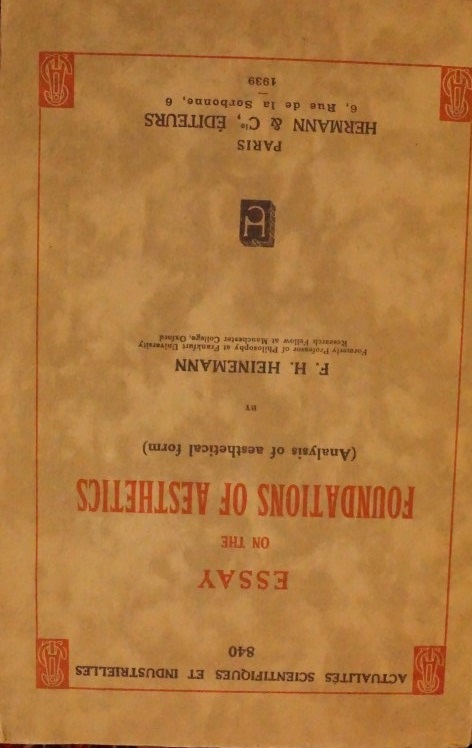 ACTUALITÉS SCIENTIFIQUES ET INDUSTRIELLES
840
ESSAY
ON THE
FOUNDATIONS OF AESTHETICS
(Analysis of aesthetical form)
BY
F. H. HEINEMANN
Formerly Professor of Philosophy at Frankfurt University
Research Fellow at Manchester College, Oxford
PARIS
HERMANN & Cie, ÉDITEURS
6, Rue de la Sorbonne, 6
—
1939